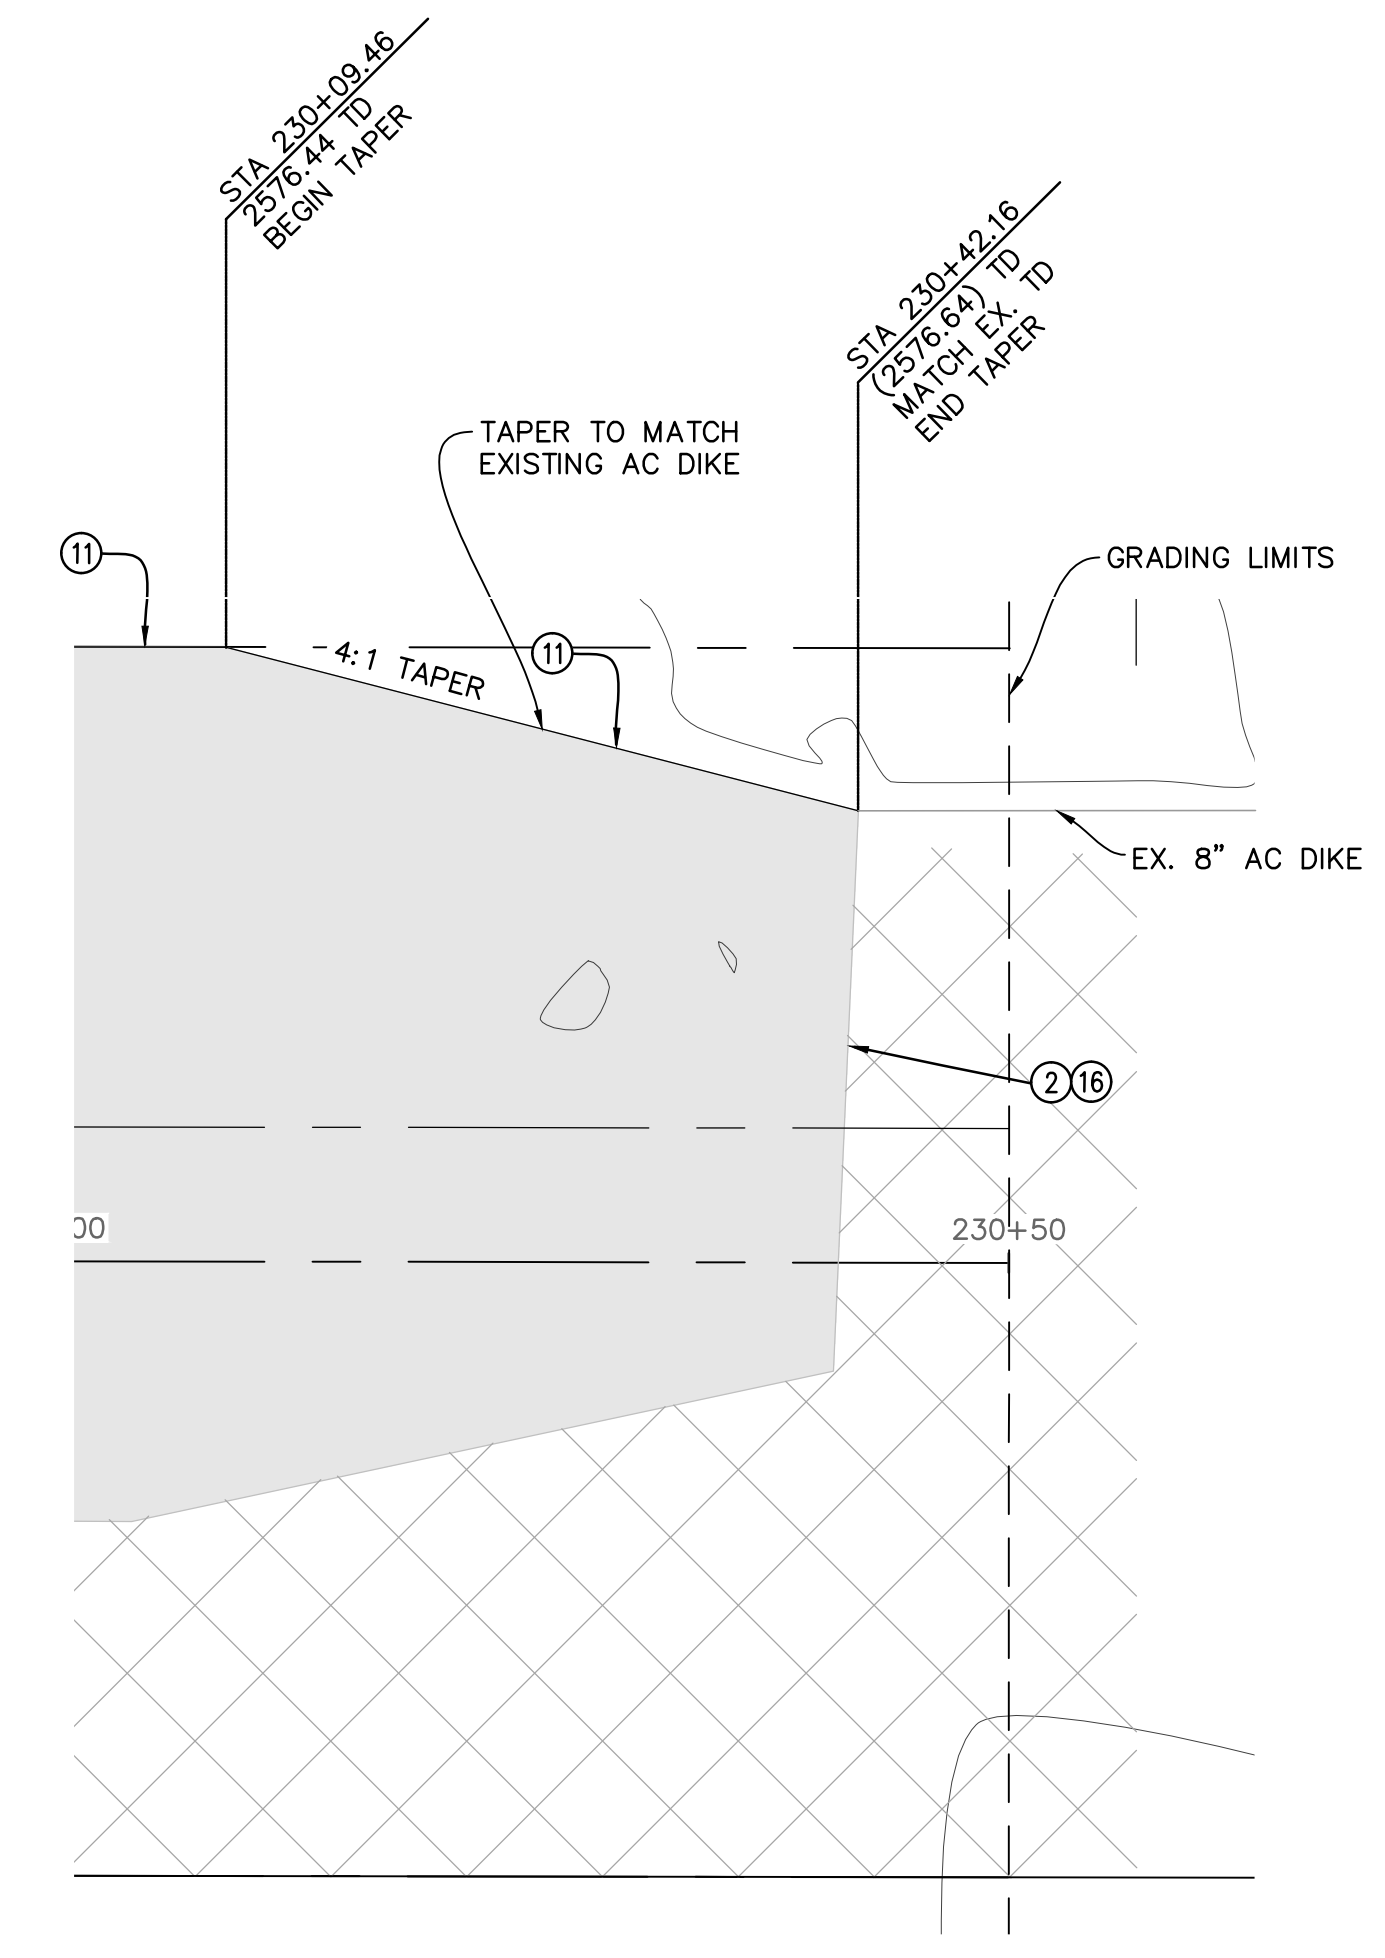 STA 230+09.46
2576.44 TD
BEGIN TAPER
STA 230+42.16
(2576.64) TD
MATCH EX. TD
END TAPER
TAPER TO MATCH
EXISTING AC DIKE
11
GRADING LIMITS
4:1 TAPER
11
EX. 8" AC DIKE
2 16
00
230+50